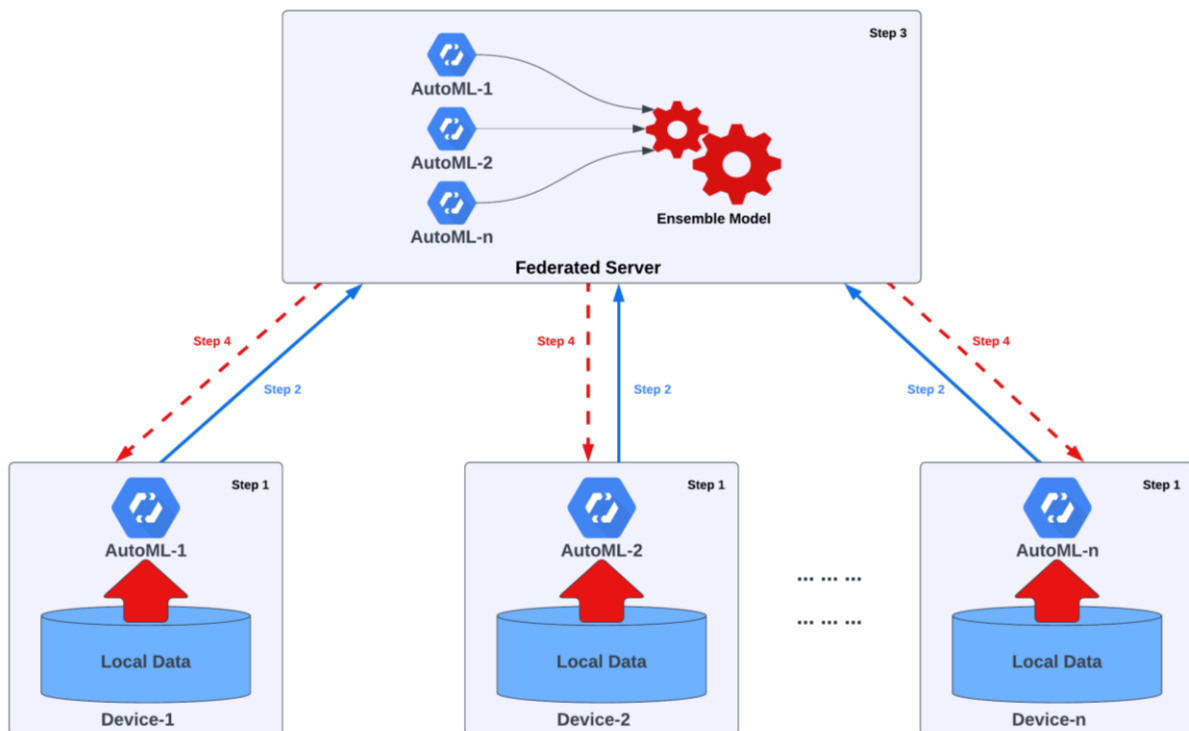 Step 3
AutoML-1
AutoML-2
AutoML-n
Ensemble Model
Federated Server
Step 4
Step 2
Step 4
Step 2
Step 4
Step 2
Step 1
AutoML-1
Local Data
Device-1
Step 1
AutoML-2
Local Data
Device-2
... ... ...
... ... ...
Step 1
AutoML-n
Local Data
Device-n